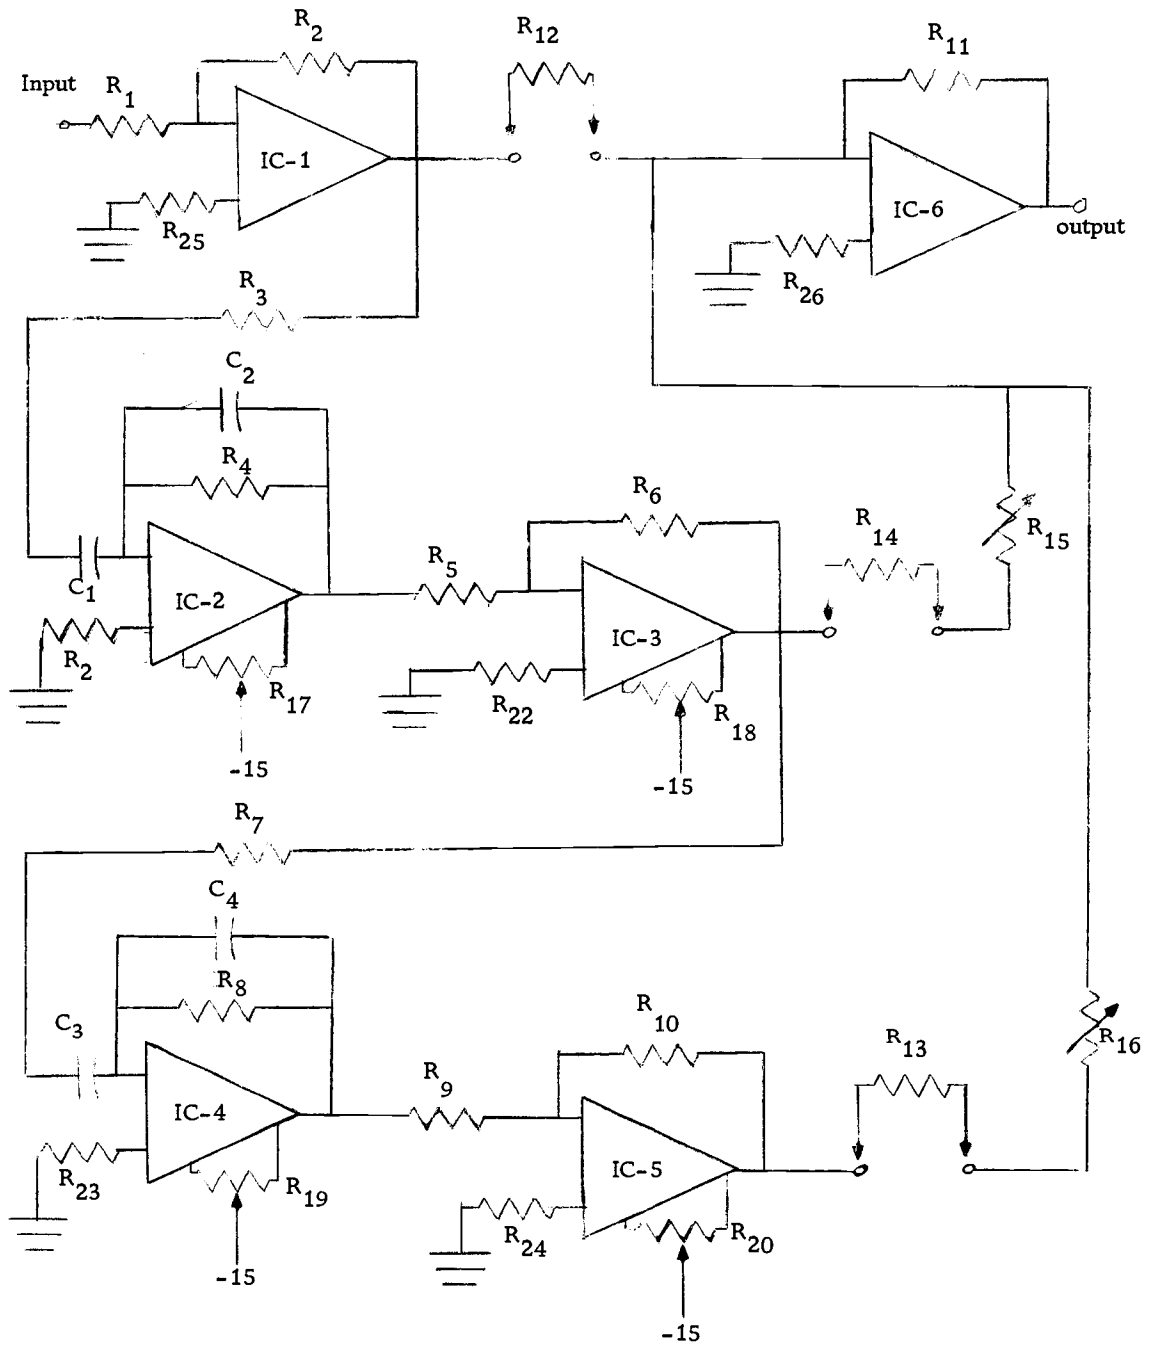 R2
R12
R11
Input
R1
IC-1
IC-6
R25
output
R26
R3
C2
R4
R6
R14
R15
R5
C1
IC-2
IC-3
R2
R17
R22
R18
-15
-15
R7
C4
R8
R10
C3
R13
R16
R9
IC-4
IC-5
R23
R19
R24
R20
-15
-15